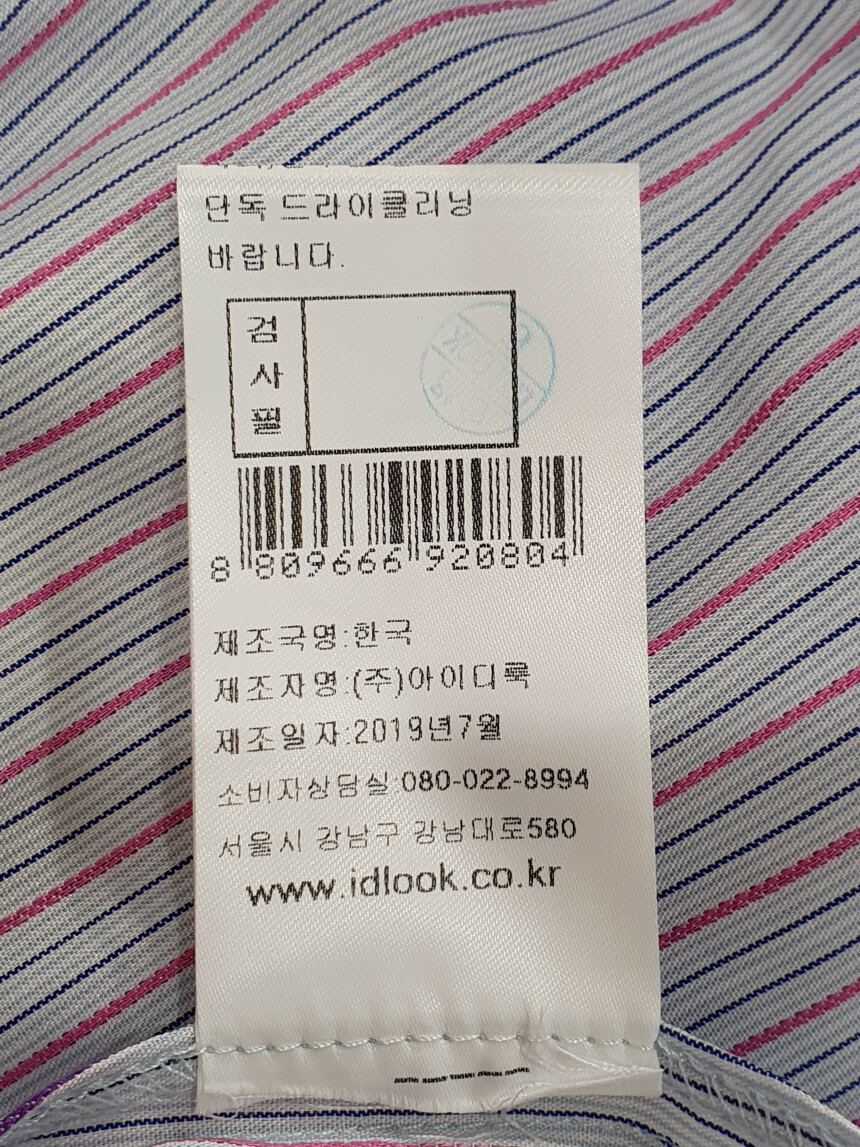 단독 드라이클리닝
바랍니다.
검
사
필
8 809666 920804
제조국명:한국
제조자명:(주)아이디룩
제조일자:2019년7월
소비자상담실:080-022-8994
서울시 강남구 강남대로580
www.idlook.co.kr